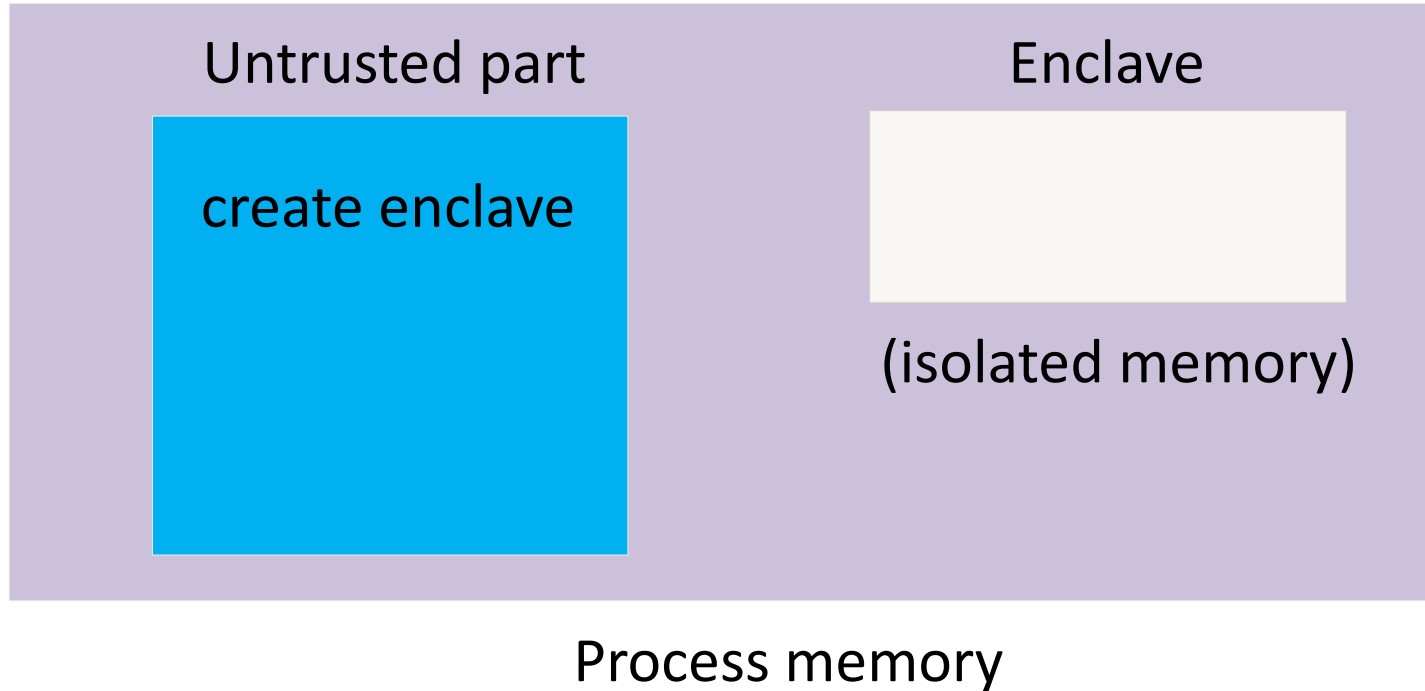 Untrusted part
Enclave
create enclave
(isolated memory)
Process memory